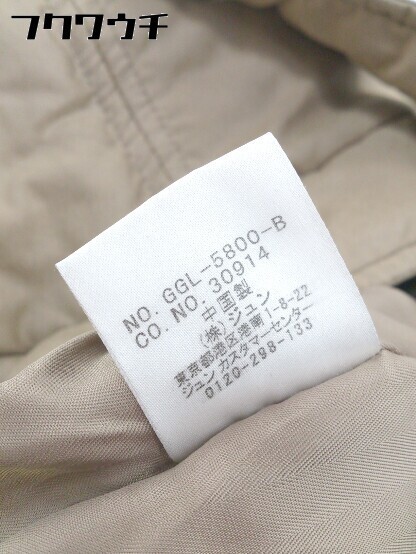 フクワウチ
NO. GGL-5800-B
CO. NO. 30914
中国製
(株)ジュン
東京都港区港南1-8-22
ジュン カスタマーセンター
0120-298-133